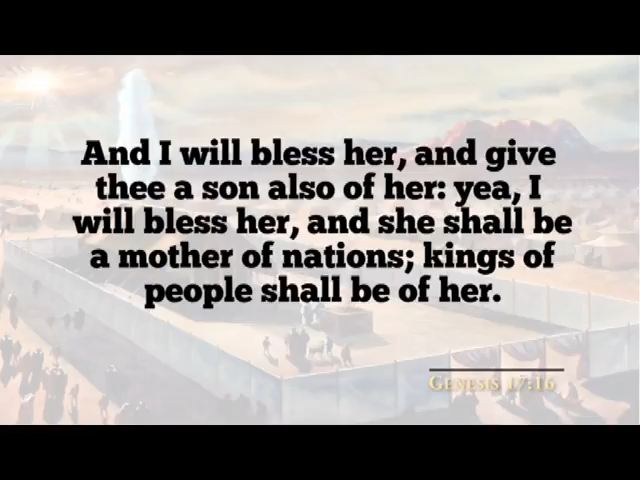 And I will bless her, and give
thee a son also of her: yea, I
will bless her, and she shall be
a mother of nations; kings of
people shall be of her.
Genesis 17:16